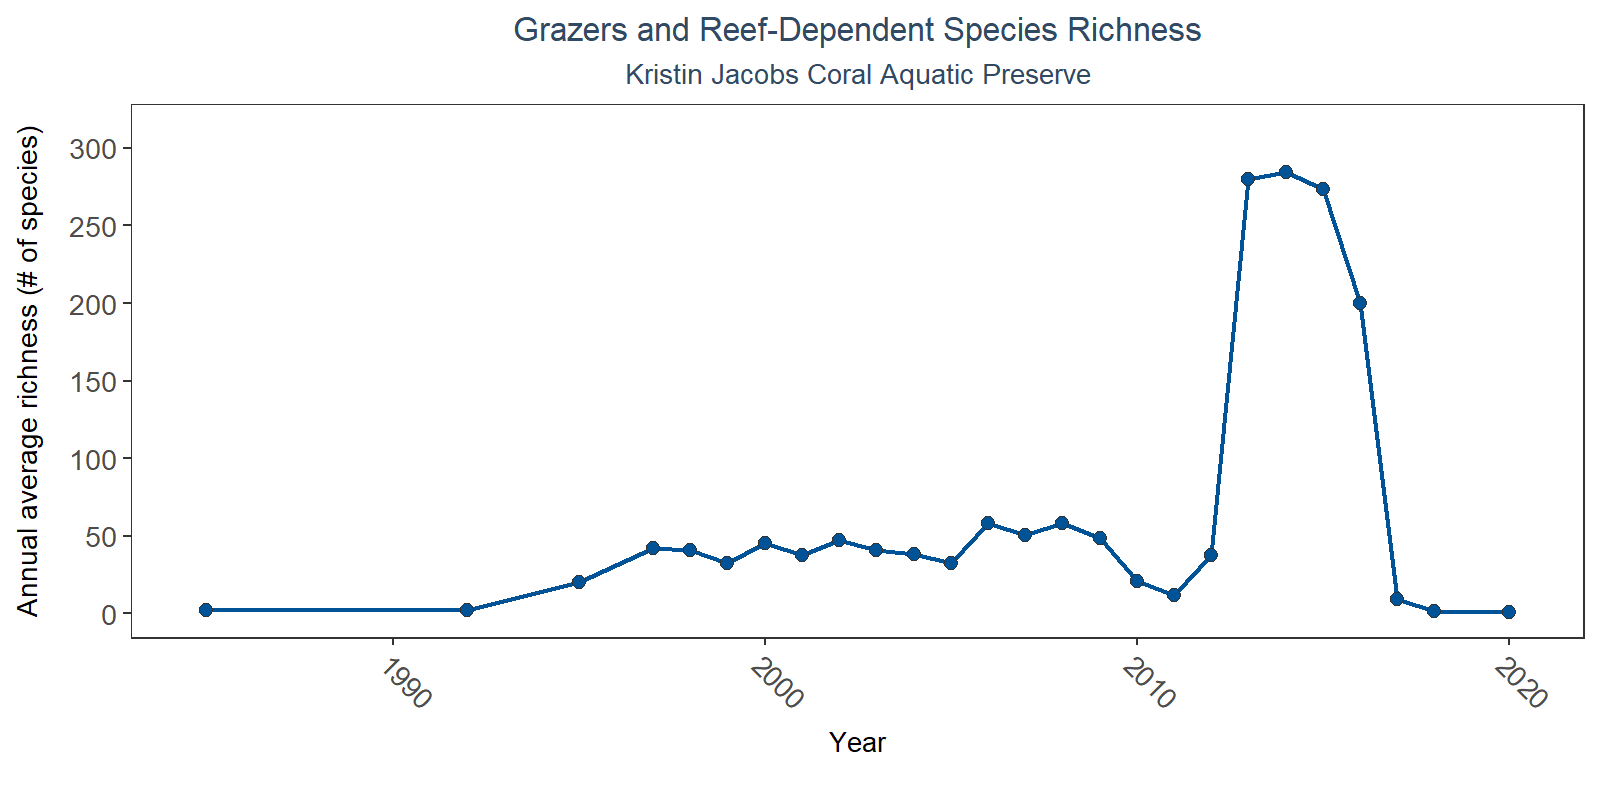 Grazers and Reef-Dependent Species Richness
Kristin Jacobs Coral Aquatic Preserve
Annual average richness (# of species)
300
250
200
150
100
50
0
1990
2000
2010
2020
Year